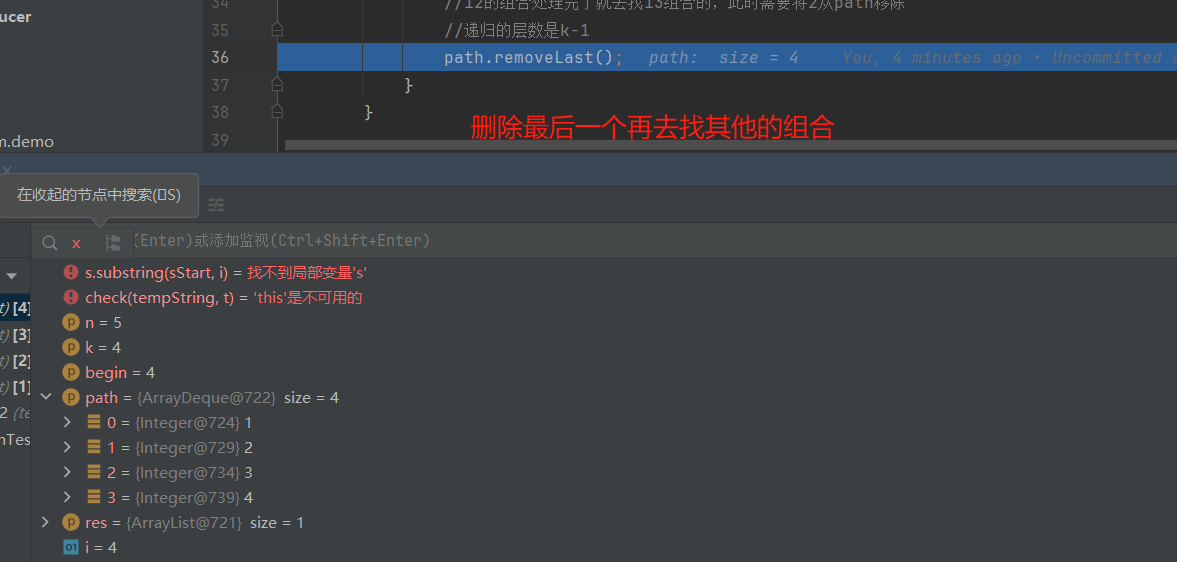 34
//12的组合处理完了就去找13组合的，此时需要将2从path移除
ucer
35
//递归的层数是k-1
36
path.removeLast(); path: size = 4 You, 4 minutes ago • Uncommitted c
37
}
38
}
删除最后一个再去找其他的组合
39
m.demo
在收起的节点中搜索(S)
x
(Enter)或添加监视(Ctrl+Shift+Enter)
s.substring(sStart, i) = 找不到局部变量's'
check(tempString, t) = 'this'是不可用的
t) [4]
n = 5
t) [3]
k = 4
t) [2]
begin = 4
t) [1]
path = {ArrayDeque@722} size = 4
2 (te
0 = {Integer@724} 1
nTes
1 = {Integer@729} 2
2 = {Integer@734} 3
3 = {Integer@739} 4
res = {ArrayList@721} size = 1
i = 4